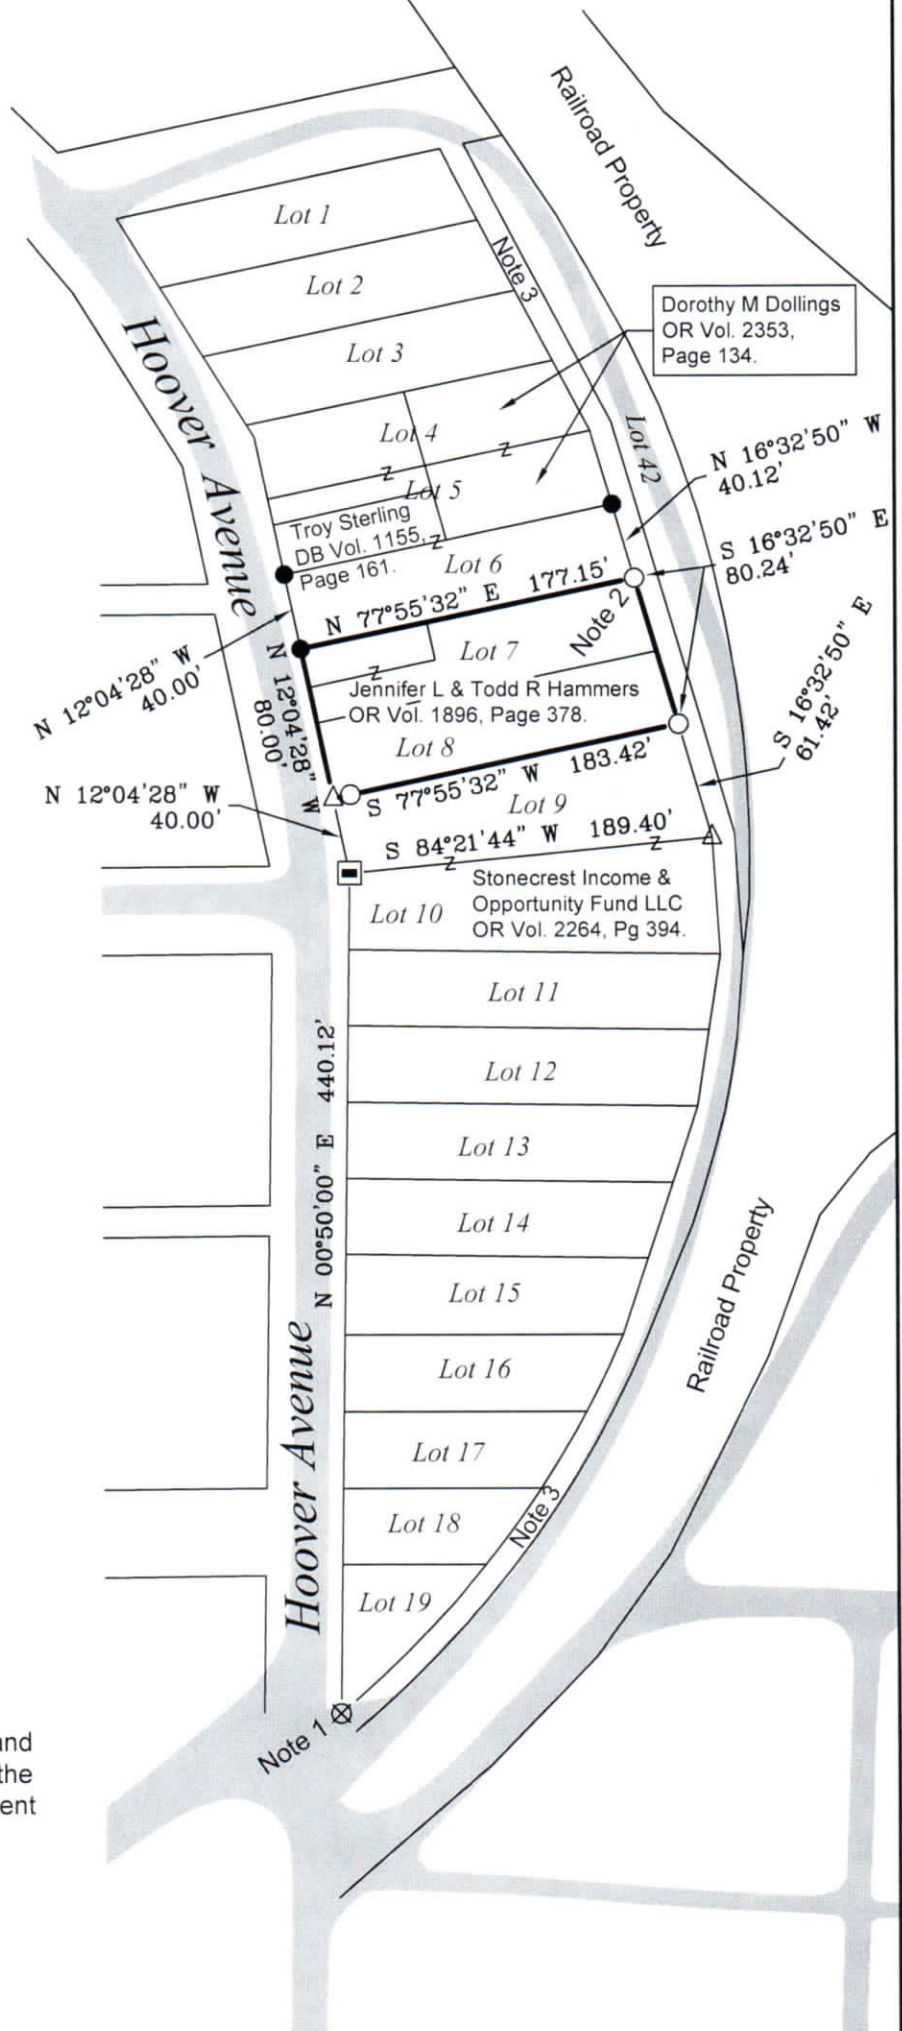 Railroad Property
Lot 1
Lot 2
Note 3
Dorothy M Dollings
OR Vol. 2353,
Page 134.
Lot 3
Hoover Avenue
Lot 4
Lot 42
N 16°32'50" W
40.12'
Z
Z
Lot 5
Troy Sterling
DB Vol. 1155,
Page 161.
Z
Lot 6
S 16°32'50" E
80.24'
N 77°55'32" E 177.15'
Note 2
N 12°04'28" W
40.00'
N 12°04'28" W
80.00'
Lot 7
Z
Jennifer L & Todd R Hammers
OR Vol. 1896, Page 378.
S 16°32'50" E
61.42'
Lot 8
S 77°55'32" W 183.42'
N 12°04'28" W
40.00'
Lot 9
S 84°21'44" W 189.40'
Z
Z
Stonecrest Income &
Opportunity Fund LLC
OR Vol. 2264, Pg 394.
Lot 10
Lot 11
N 00°50'00" E 440.12'
Lot 12
Lot 13
Lot 14
Lot 15
Railroad Property
Lot 16
Hoover Avenue
Lot 17
Lot 18
Note 3
Lot 19
Note 1
and
the
ent